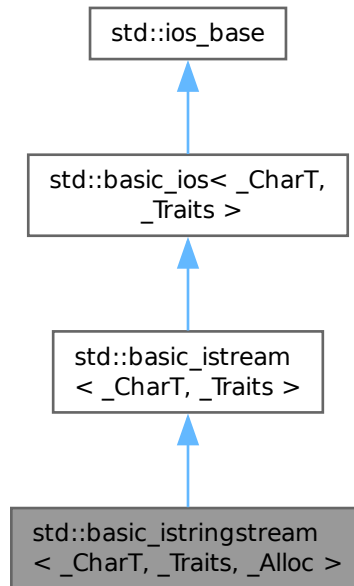 std::ios_base
std::basic_ios< _CharT,
_Traits >
std::basic_istream
< _CharT, _Traits >
std::basic_istringstream
< _CharT, _Traits, _Alloc >